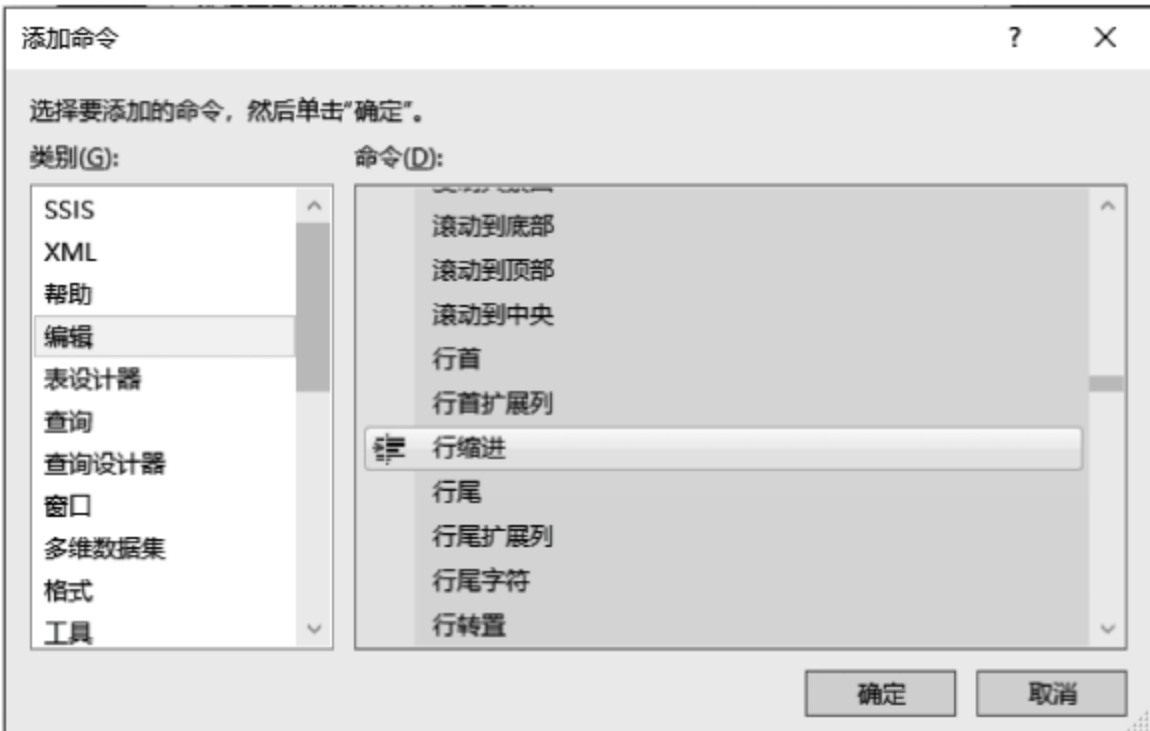 添加命令
选择要添加的命令，然后单击“确定”。
类别(G):
SSIS
XML
帮助
编辑
表设计器
查询
查询设计器
窗口
多维数据集
格式
工具
命令(D):
滚动到底部
滚动到顶部
滚动到中央
行首
行首扩展列
行缩进
行尾
行尾扩展列
行尾字符
行转置
确定
取消